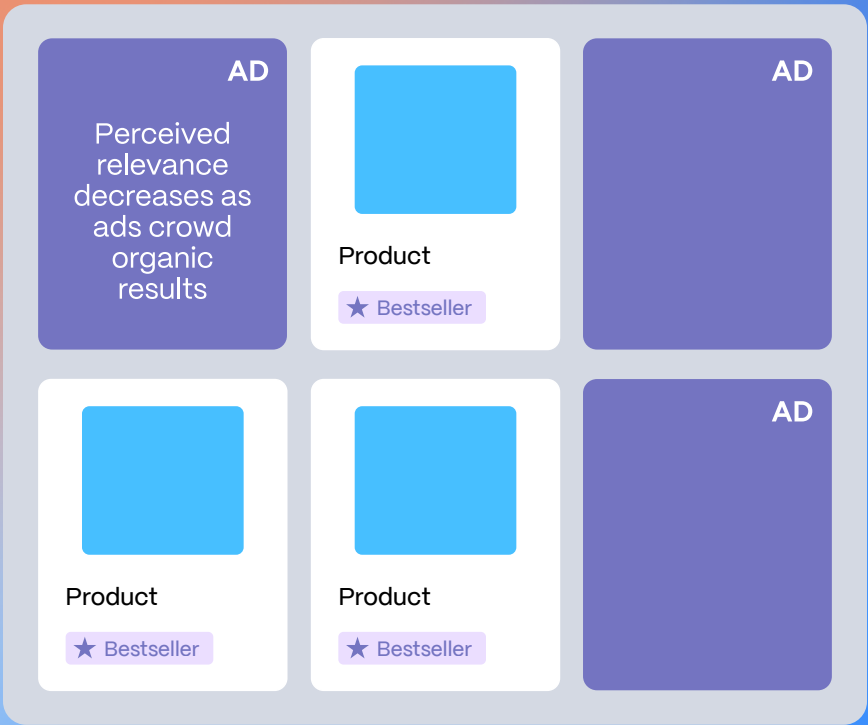 AD
Perceived
relevance
decreases as
ads crowd
organic
results
Product
★ Bestseller
AD
Product
★ Bestseller
Product
★ Bestseller
AD